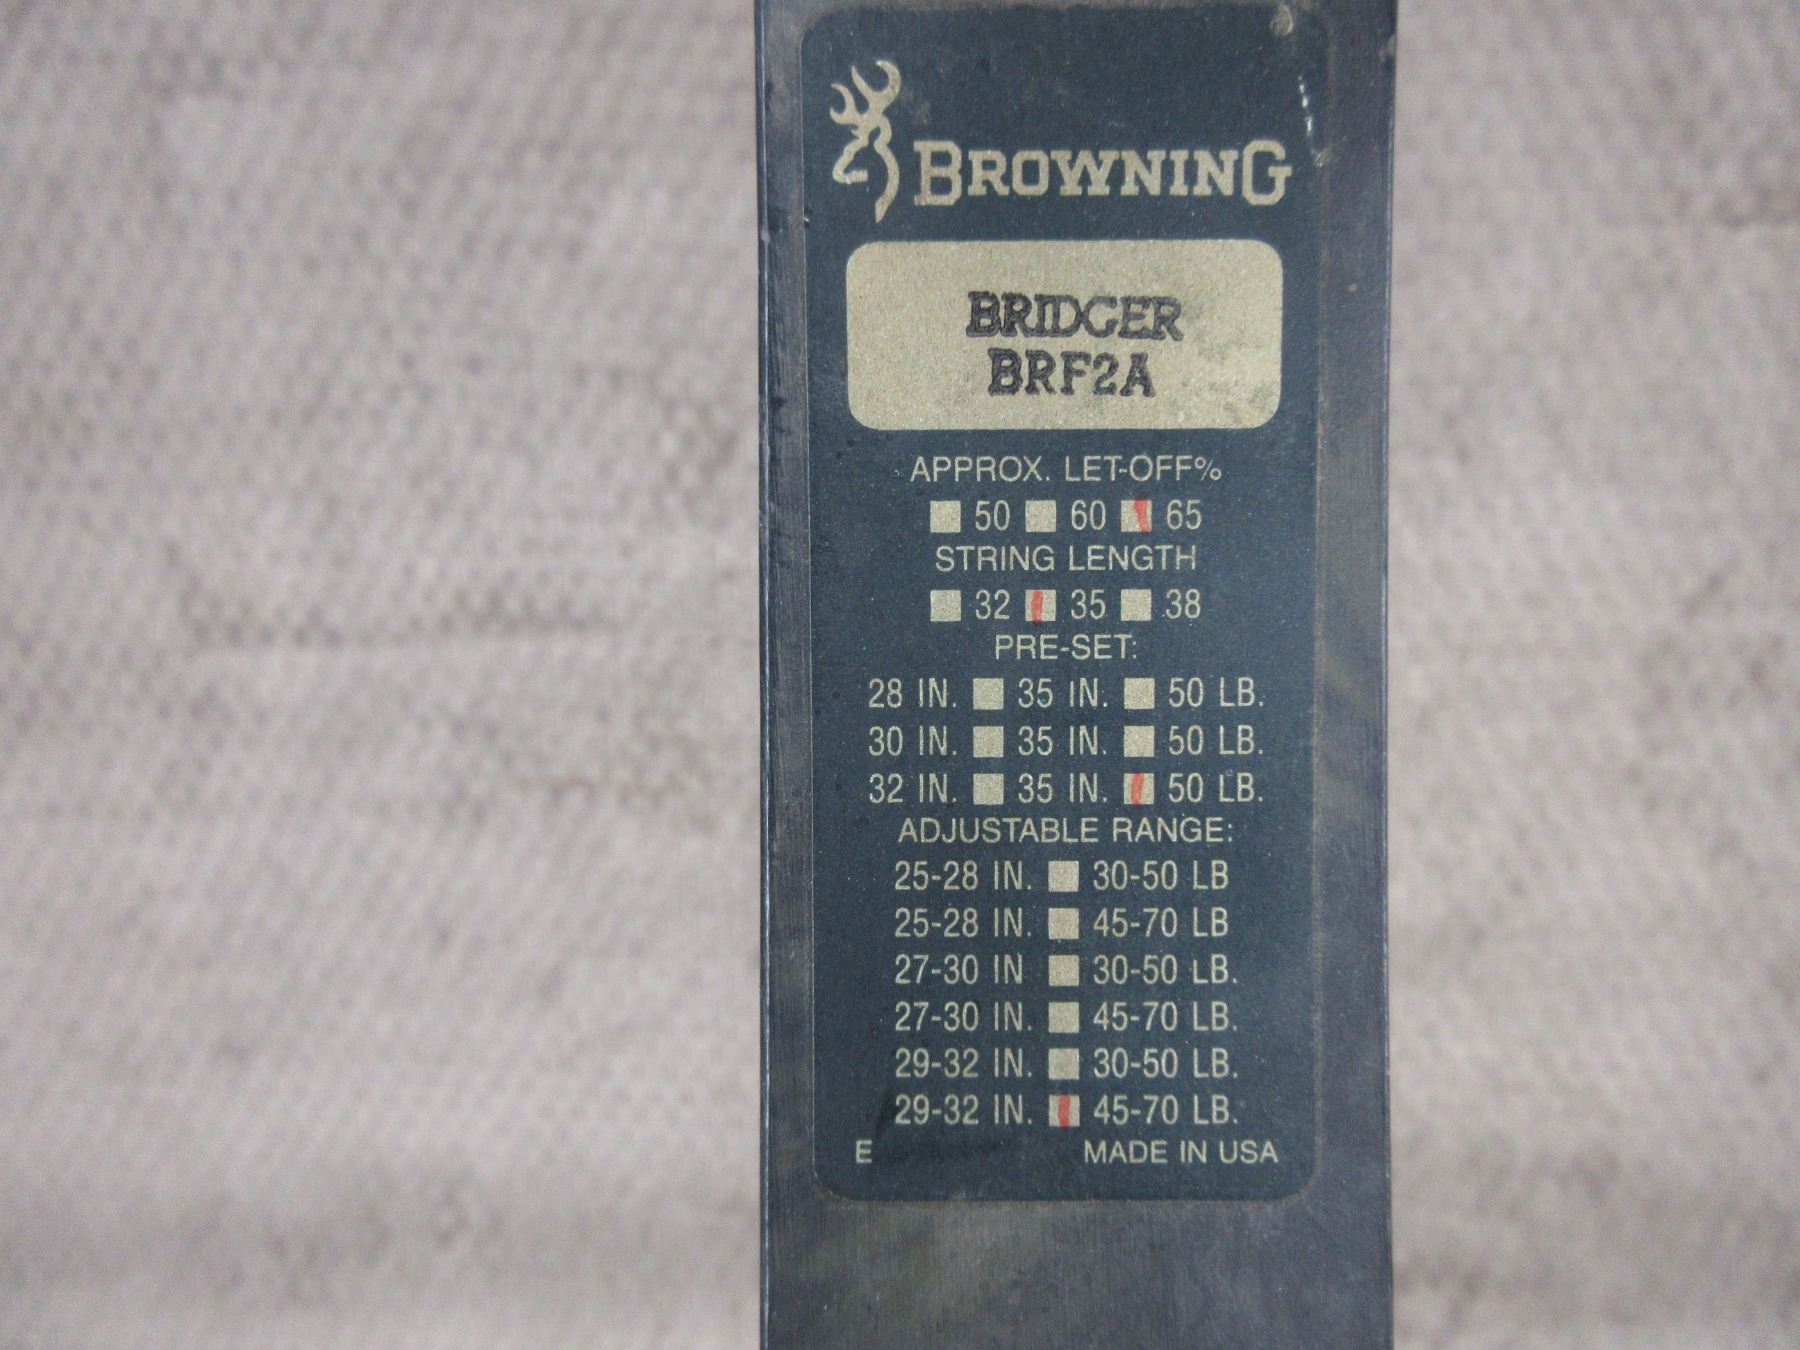 BROWNING
BRIDGER
BRF2A
APPROX. LET-OFF%
50 60 65
STRING LENGTH
32 35 38
PRE-SET:
28 IN. 35 IN. 50 LB.
30 IN. 35 IN. 50 LB.
32 IN. 35 IN. 50 LB.
ADJUSTABLE RANGE:
25-28 IN. 30-50 LB
25-28 IN. 45-70 LB
27-30 IN 30-50 LB.
27-30 IN. 45-70 LB.
29-32 IN. 30-50 LB.
29-32 IN. 45-70 LB.
E MADE IN USA